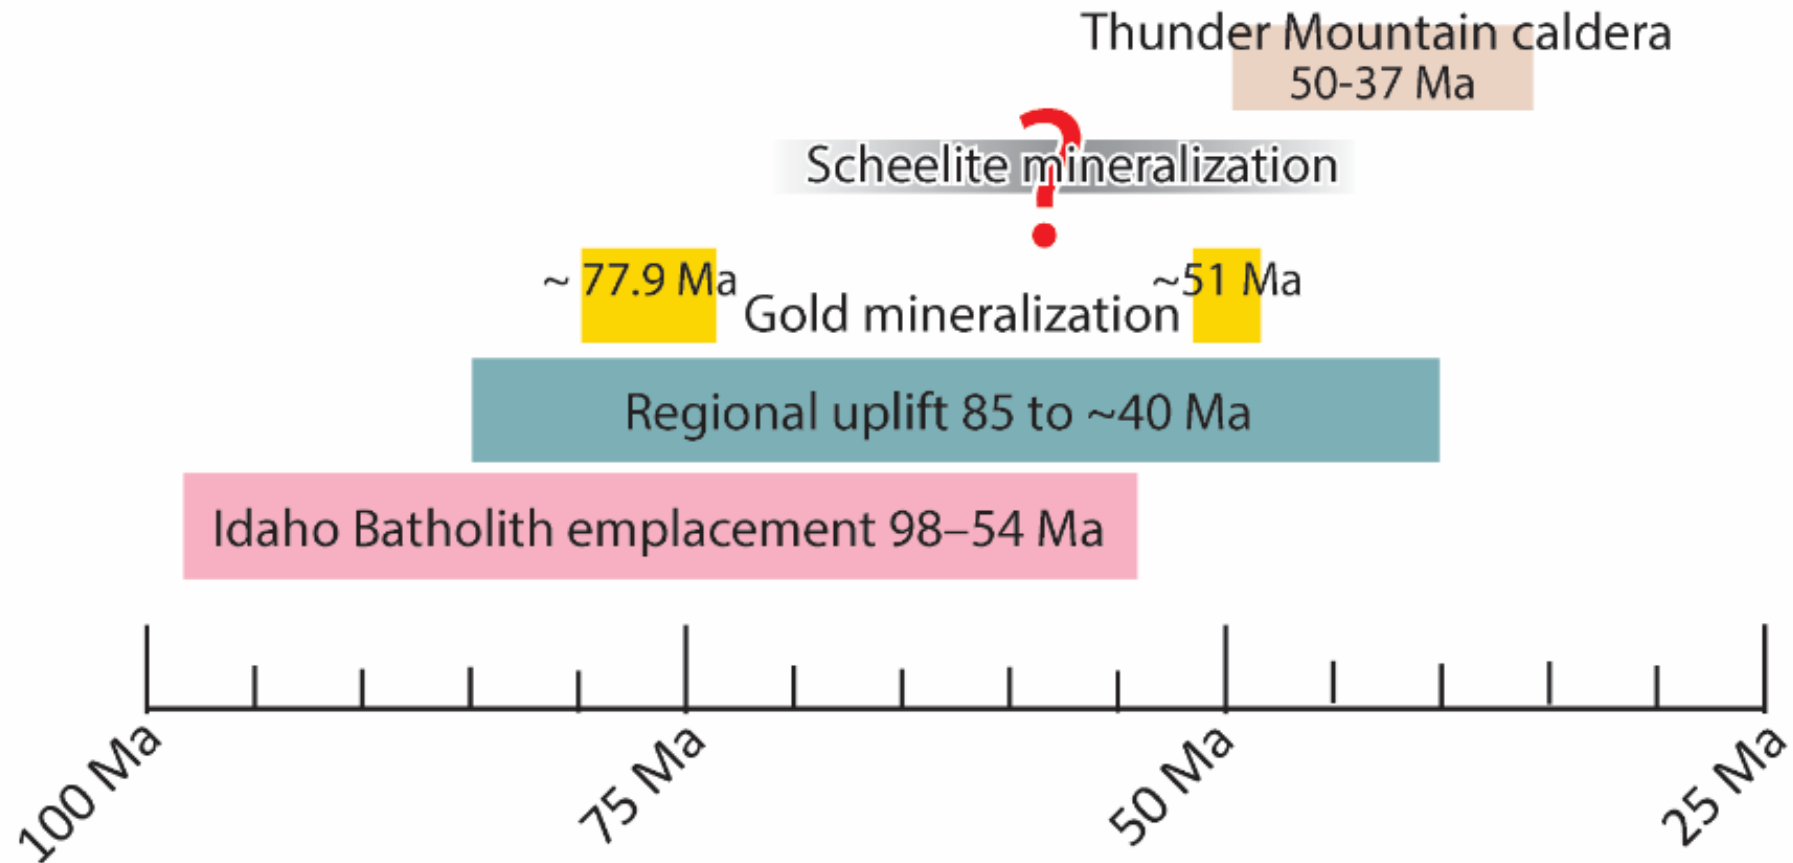 Thunder Mountain caldera
50-37 Ma
Scheelite mineralization
?
~ 77.9 Ma
~51 Ma
Gold mineralization
Regional uplift 85 to ~40 Ma
Idaho Batholith emplacement 98–54 Ma
100 Ma
75 Ma
50 Ma
25 Ma